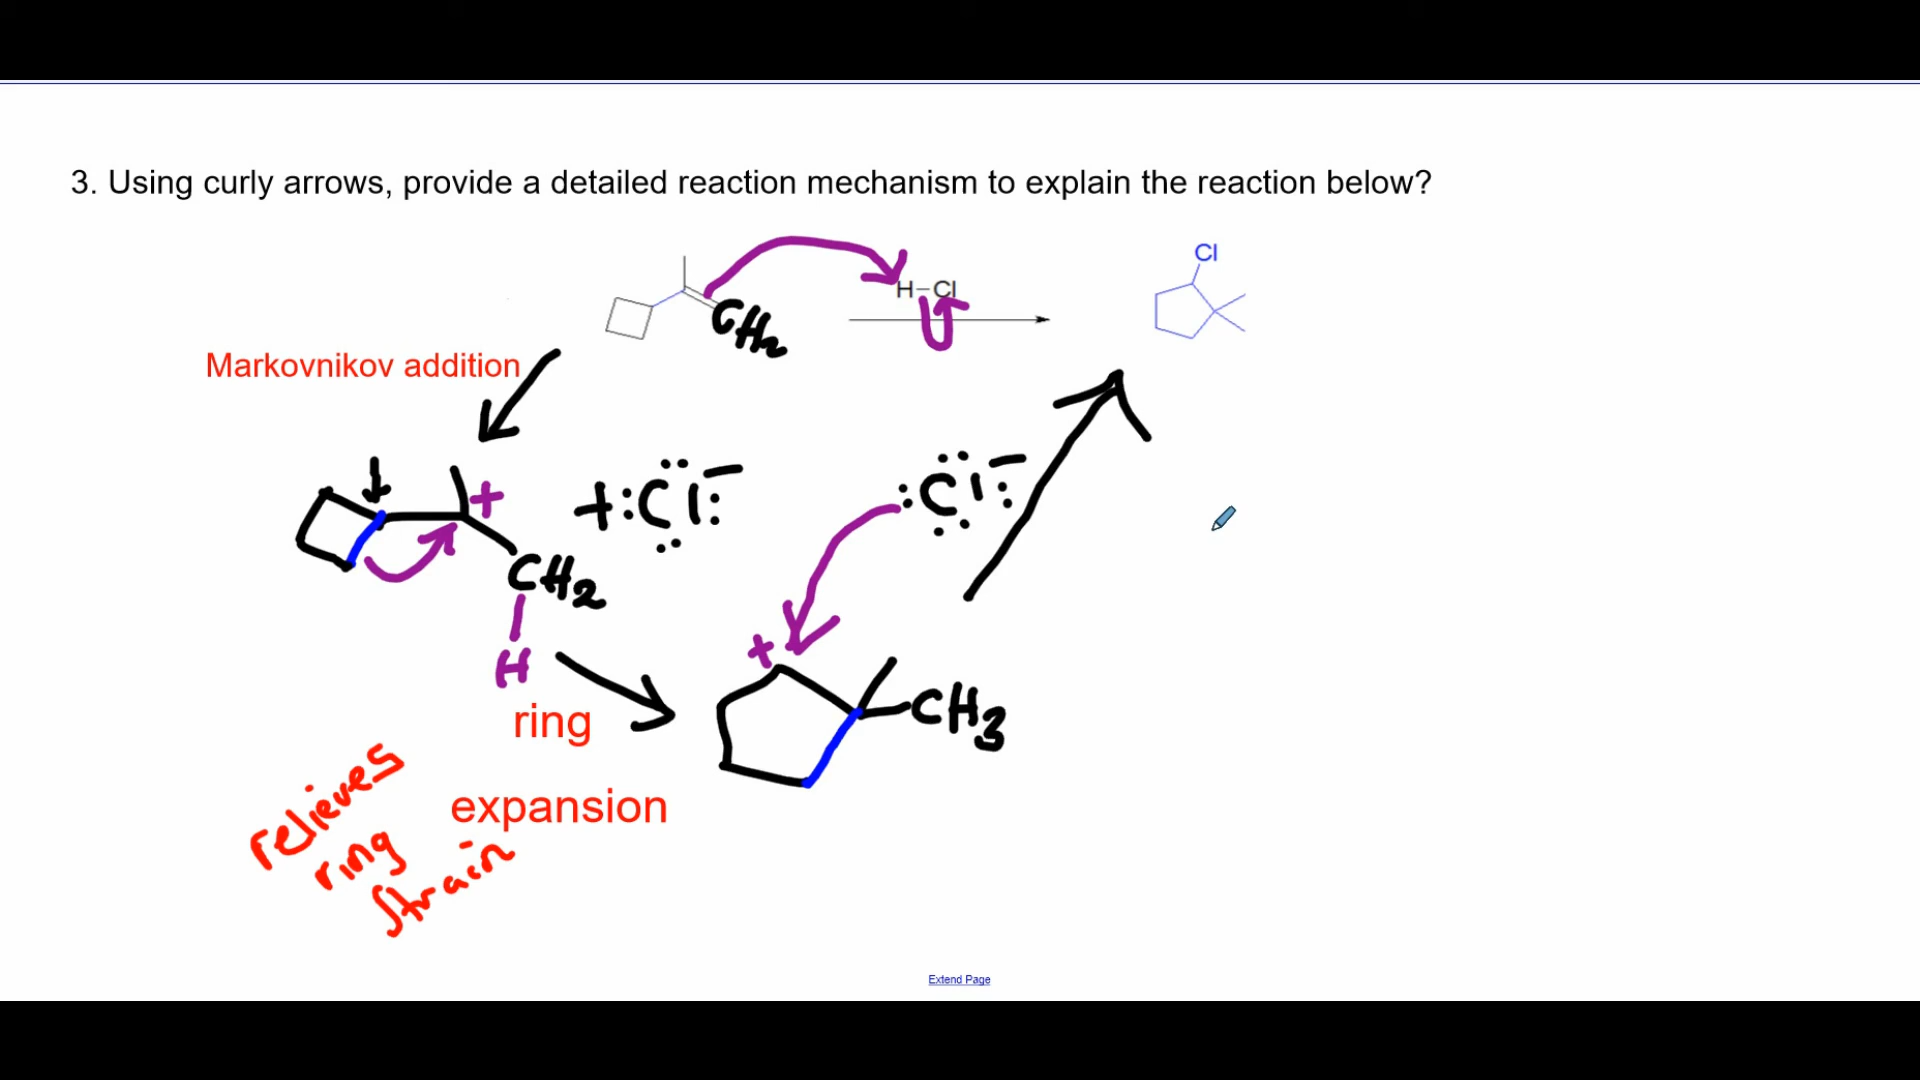 3. Using curly arrows, provide a detailed reaction mechanism to explain the reaction below?
Cl
H-Cl
CH2
Markovnikov addition
+
+ :Cl: −
:Cl: −
CH2
H
+
CH3
ring
expansion
relieves
ring
strain
Extend Page